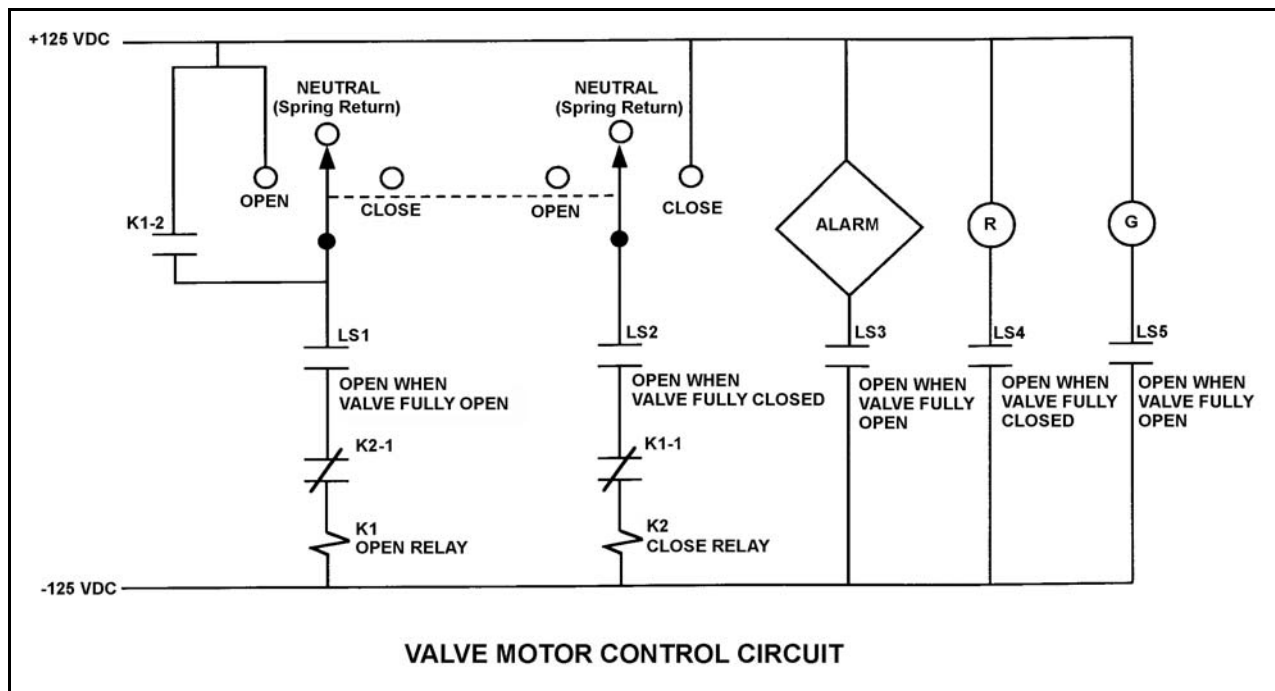 +125 VDC
NEUTRAL
(Spring Return)
NEUTRAL
(Spring Return)
OPEN
CLOSE
OPEN
CLOSE
K1-2
ALARM
R
G
LS1
OPEN WHEN
VALVE FULLY OPEN
LS2
OPEN WHEN
VALVE FULLY CLOSED
LS3
OPEN WHEN
VALVE FULLY
OPEN
LS4
OPEN WHEN
VALVE FULLY
CLOSED
LS5
OPEN WHEN
VALVE FULLY
OPEN
K2-1
K1-1
K1
OPEN RELAY
K2
CLOSE RELAY
-125 VDC
VALVE MOTOR CONTROL CIRCUIT